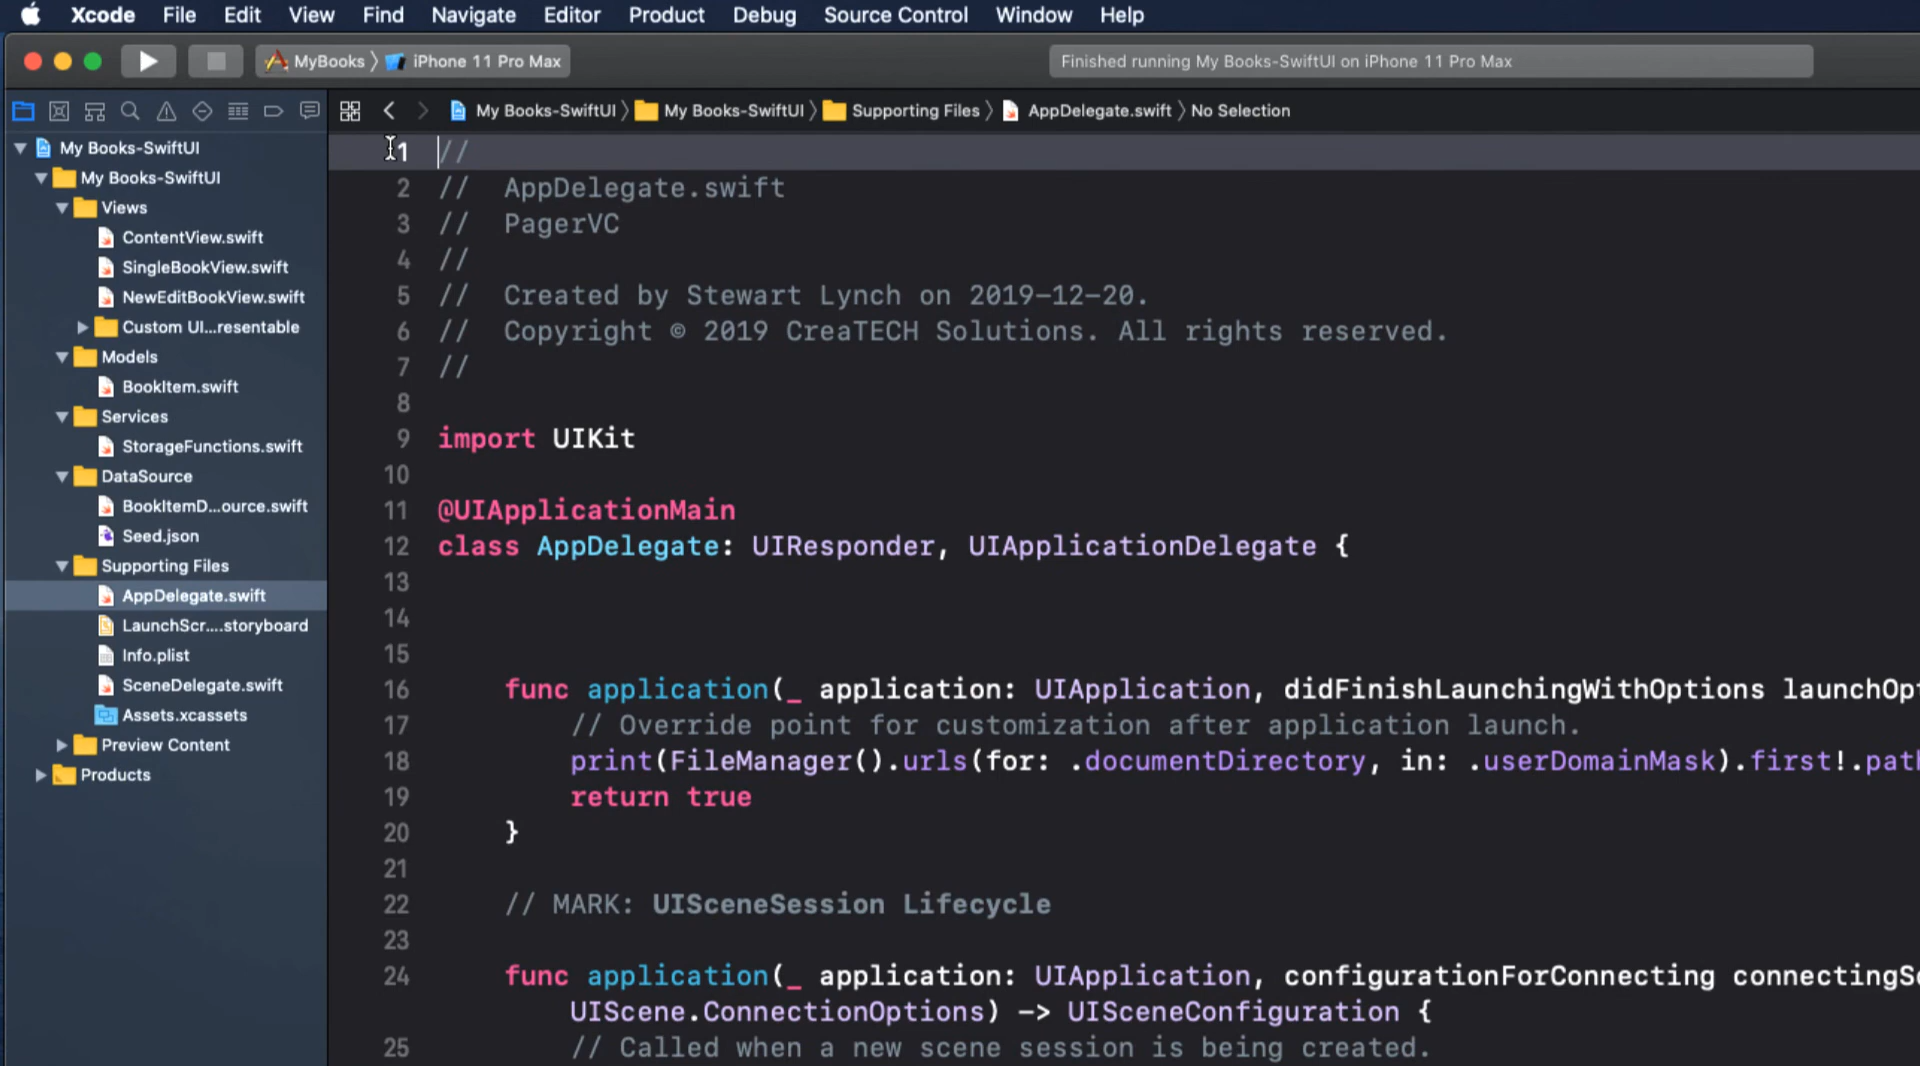 Xcode File Edit View Find Navigate Editor Product Debug Source Control Window Help
MyBooks 〉 iPhone 11 Pro Max
Finished running My Books-SwiftUI on iPhone 11 Pro Max
My Books-SwiftUI 〉 My Books-SwiftUI 〉 Supporting Files 〉 AppDelegate.swift 〉 No Selection
My Books-SwiftUI
My Books-SwiftUI
Views
ContentView.swift
SingleBookView.swift
NewEditBookView.swift
Custom UI...resentable
Models
BookItem.swift
Services
StorageFunctions.swift
DataSource
BookItemD...ource.swift
Seed.json
Supporting Files
AppDelegate.swift
LaunchScr....storyboard
Info.plist
SceneDelegate.swift
Assets.xcassets
Preview Content
Products
1 //
2 //  AppDelegate.swift
3 //  PagerVC
4 //
5 //  Created by Stewart Lynch on 2019-12-20.
6 //  Copyright © 2019 CreaTECH Solutions. All rights reserved.
7 //
8
9 import UIKit
10
11 @UIApplicationMain
12 class AppDelegate: UIResponder, UIApplicationDelegate {
13
14
15
16     func application(_ application: UIApplication, didFinishLaunchingWithOptions launchOpt
17         // Override point for customization after application launch.
18         print(FileManager().urls(for: .documentDirectory, in: .userDomainMask).first!.path
19         return true
20     }
21
22     // MARK: UISceneSession Lifecycle
23
24     func application(_ application: UIApplication, configurationForConnecting connectingSc
        UIScene.ConnectionOptions) -> UISceneConfiguration {
25         // Called when a new scene session is being created.